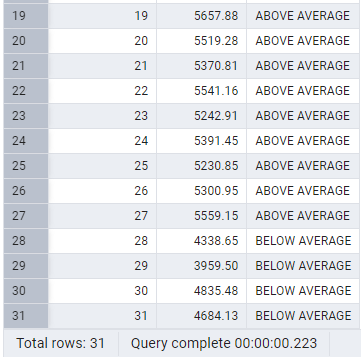 19 19 5657.88 ABOVE AVERAGE
20 20 5519.28 ABOVE AVERAGE
21 21 5370.81 ABOVE AVERAGE
22 22 5541.16 ABOVE AVERAGE
23 23 5242.91 ABOVE AVERAGE
24 24 5391.45 ABOVE AVERAGE
25 25 5230.85 ABOVE AVERAGE
26 26 5300.95 ABOVE AVERAGE
27 27 5559.15 ABOVE AVERAGE
28 28 4338.65 BELOW AVERAGE
29 29 3959.50 BELOW AVERAGE
30 30 4835.48 BELOW AVERAGE
31 31 4684.13 BELOW AVERAGE
Total rows: 31 Query complete 00:00:00.223